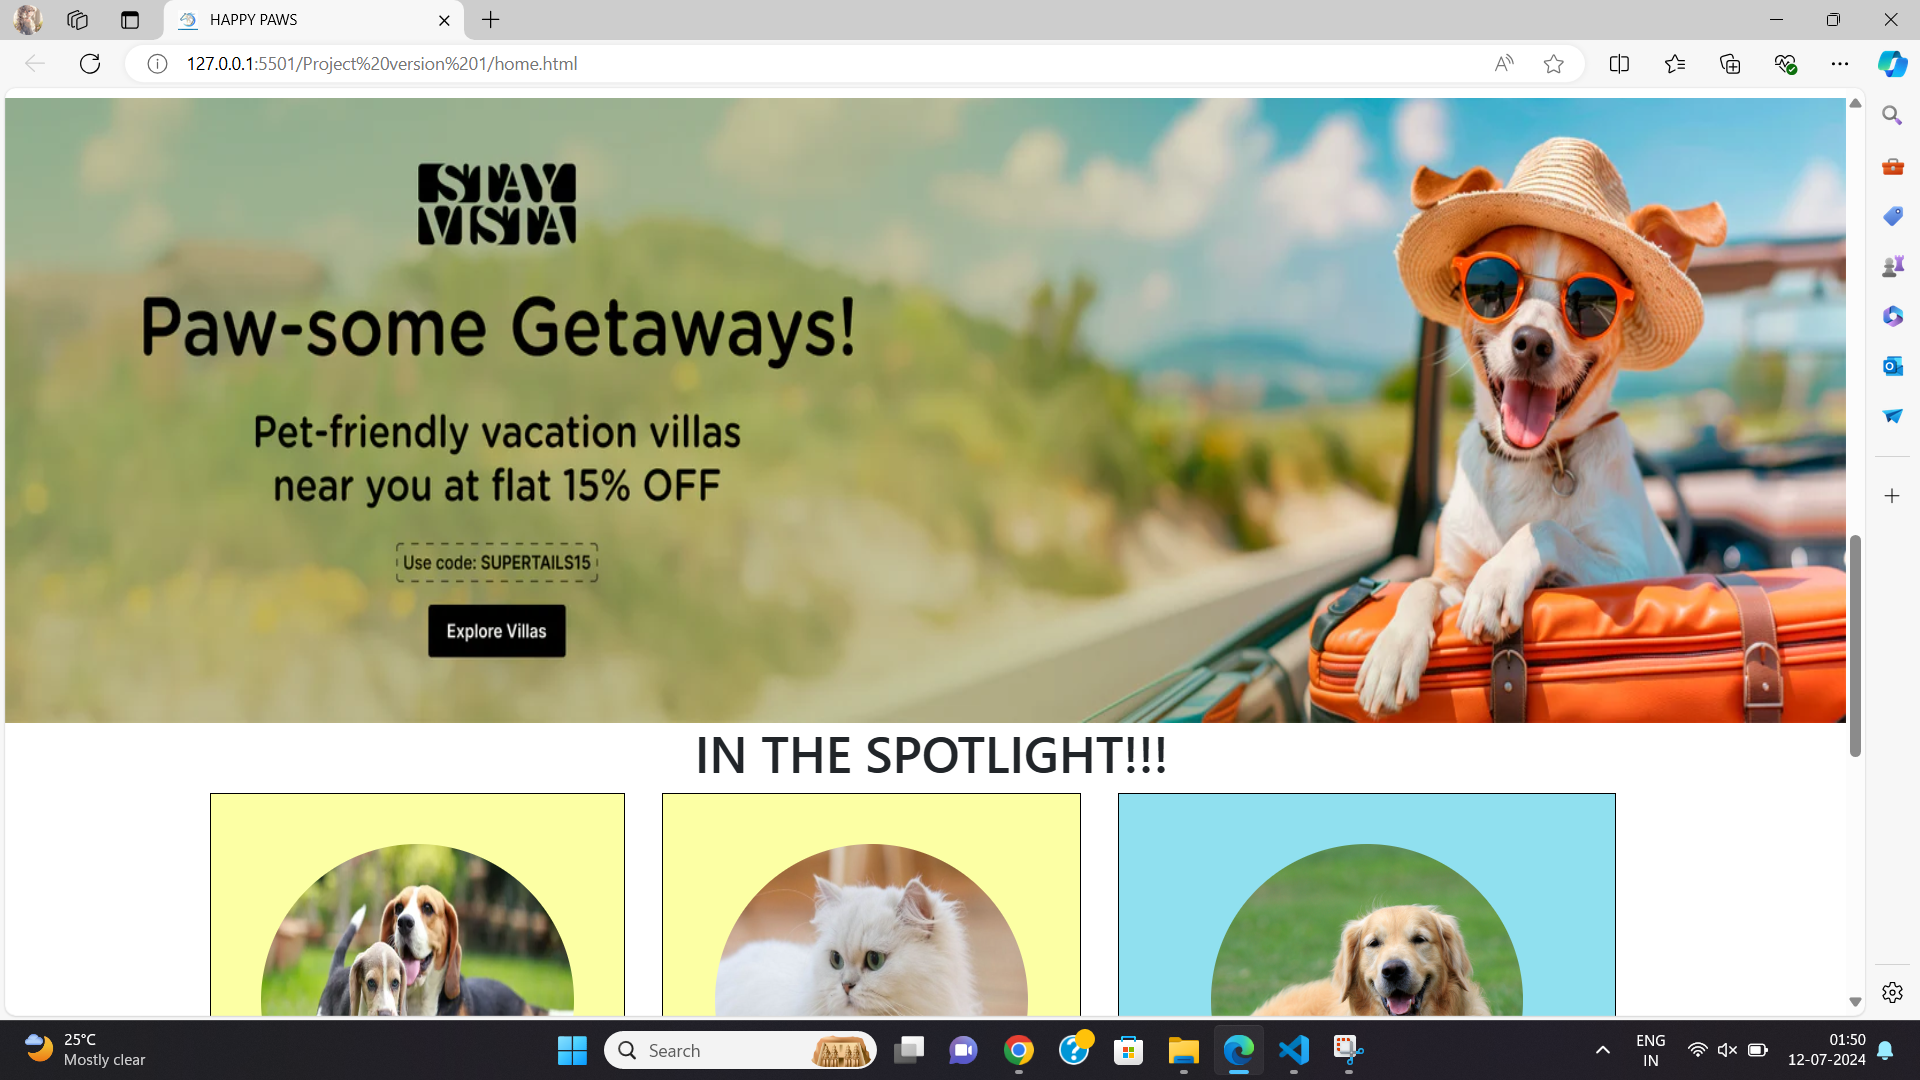 HAPPY PAWS
127.0.0.1:5501/Project%20version%201/home.html
STAY
VISTA
Paw-some Getaways!
Pet-friendly vacation villas
near you at flat 15% OFF
Use code: SUPERTAILS15
Explore Villas
IN THE SPOTLIGHT!!!
25°C
Mostly clear
Search
ENG
IN
01:50
12-07-2024